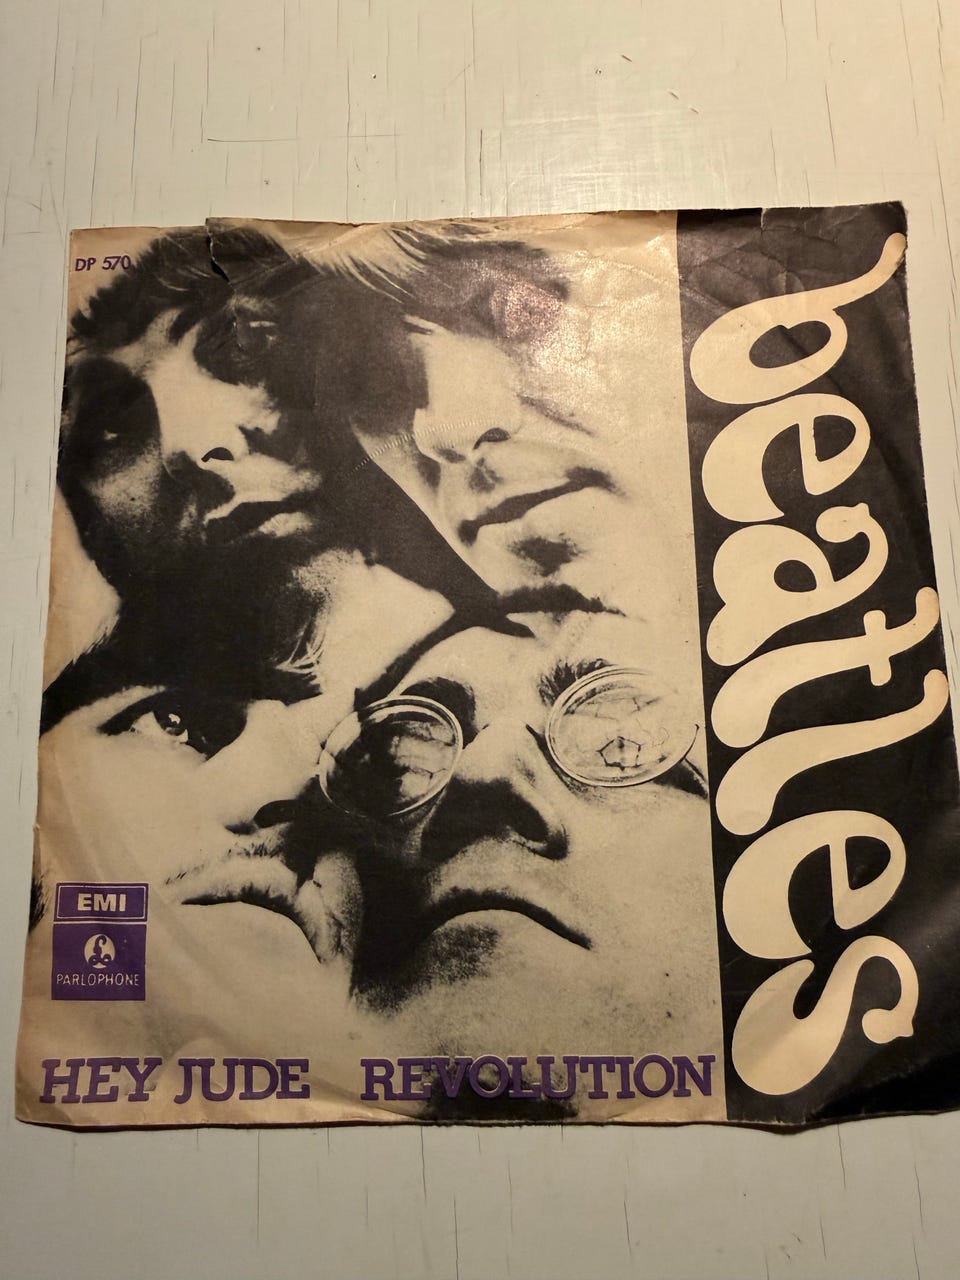 DP 570
beatles
EMI
PARLOPHONE
HEY JUDE REVOLUTION